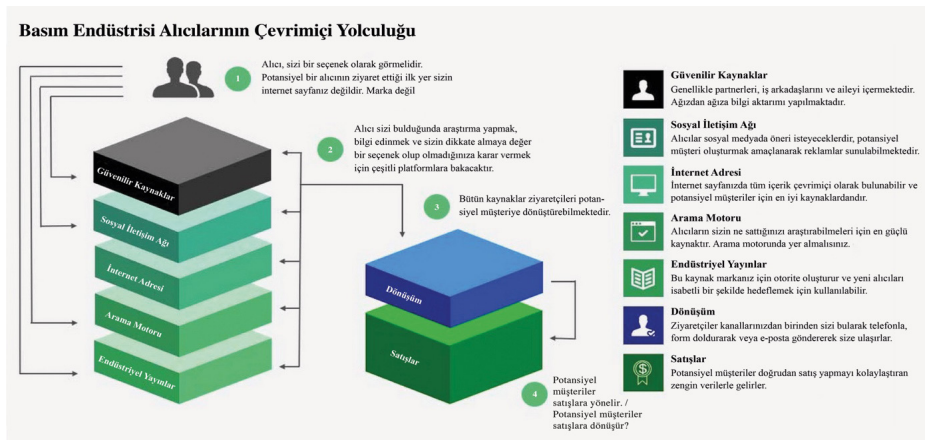 Basım Endüstrisi Alıcılarının Çevrimiçi Yolculuğu
1
Alıcı, sizi bir seçenek olarak görmelidir.
Potansiyel bir alıcının ziyaret ettiği ilk yer sizin
internet sayfanız değildir. Marka değil
2
Alıcı sizi bulduğunda araştırma yapmak,
bilgi edinmek ve sizin dikkate almaya değer
bir seçenek olup olmadığınıza karar vermek
için çeşitli platformlara bakacaktır.
3
Bütün kaynaklar ziyaretçileri potan-
siyel müşteriye dönüştürebilmektedir.
Güvenilir Kaynaklar
Sosyal İletişim Ağı
İnternet Adresi
Arama Motoru
Endüstriyel Yayınlar
Dönüşüm
Satışlar
4
Potansiyel
müşteriler
satışlara yönelir. /
Potansiyel müşteriler
satışlara dönüşür?
Güvenilir Kaynaklar
Genellikle partnerleri, iş arkadaşlarını ve aileyi içermektedir.
Ağızdan ağıza bilgi aktarımı yapılmaktadır.
Sosyal İletişim Ağı
Alıcılar sosyal medyada öneri isteyeceklerdir, potansiyel
müşteri oluşturmak amaçlanarak reklamlar sunulabilmektedir.
İnternet Adresi
İnternet sayfanızda tüm içerik çevrimiçi olarak bulunabilir ve
potansiyel müşteriler için en iyi kaynaklardandır.
Arama Motoru
Alıcıların sizin ne sattığınızı araştırabilmeleri için en güçlü
kaynaktır. Arama motorunda yer almalısınız.
Endüstriyel Yayınlar
Bu kaynak markanız için otorite oluşturur ve yeni alıcıları
isabetli bir şekilde hedeflemek için kullanılabilir.
Dönüşüm
Ziyaretçiler kanallarınızdan birinden sizi bularak telefonla,
form doldurarak veya e-posta göndererek size ulaşırlar.
Satışlar
Potansiyel müşteriler doğrudan satış yapmayı kolaylaştıran
zengin verilerle gelirler.